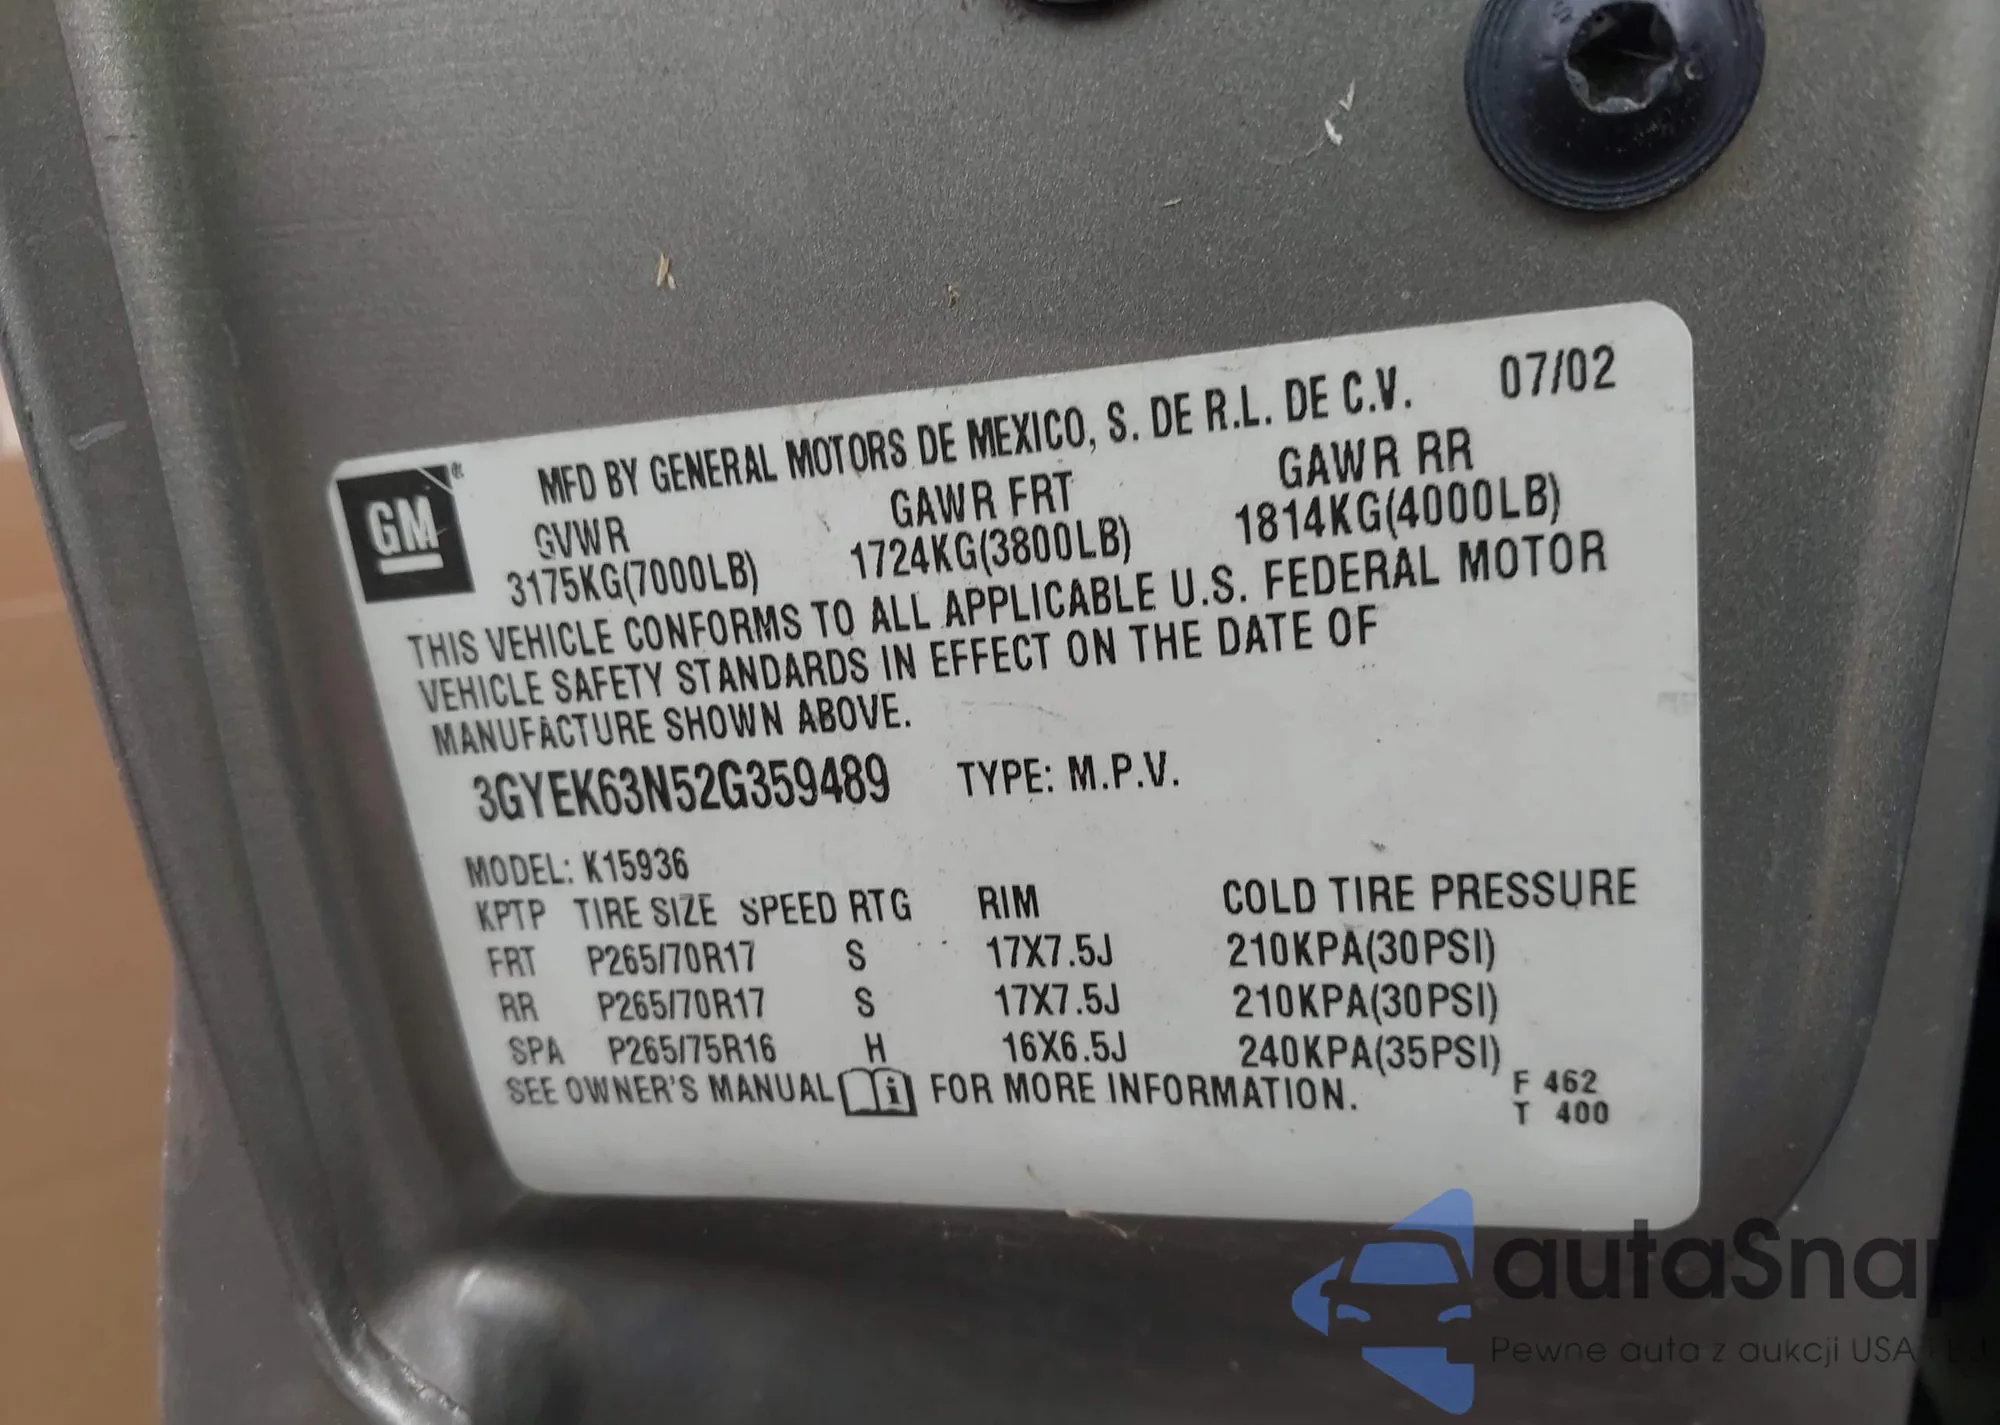 MFD BY GENERAL MOTORS DE MEXICO, S. DE R.L. DE C.V. 07/02
GM®
GVWR GAWR FRT GAWR RR
3175KG(7000LB) 1724KG(3800LB) 1814KG(4000LB)
THIS VEHICLE CONFORMS TO ALL APPLICABLE U.S. FEDERAL MOTOR
VEHICLE SAFETY STANDARDS IN EFFECT ON THE DATE OF
MANUFACTURE SHOWN ABOVE.
3GYEK63N52G359489 TYPE: M.P.V.
MODEL: K15936
KPTP TIRE SIZE SPEED RTG RIM COLD TIRE PRESSURE
FRT P265/70R17 S 17X7.5J 210KPA(30PSI)
RR P265/70R17 S 17X7.5J 210KPA(30PSI)
SPA P265/75R16 H 16X6.5J 240KPA(35PSI)
SEE OWNER'S MANUAL i FOR MORE INFORMATION.
F 462
T 400
autaSnap
Pewne auta z aukcji USA